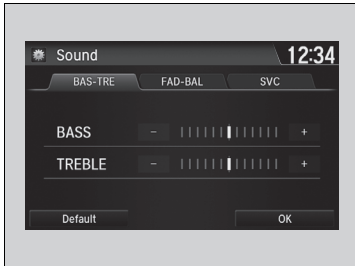 Sound 12:34
BAS-TRE FAD-BAL SVC
BASS - +
TREBLE - +
Default OK